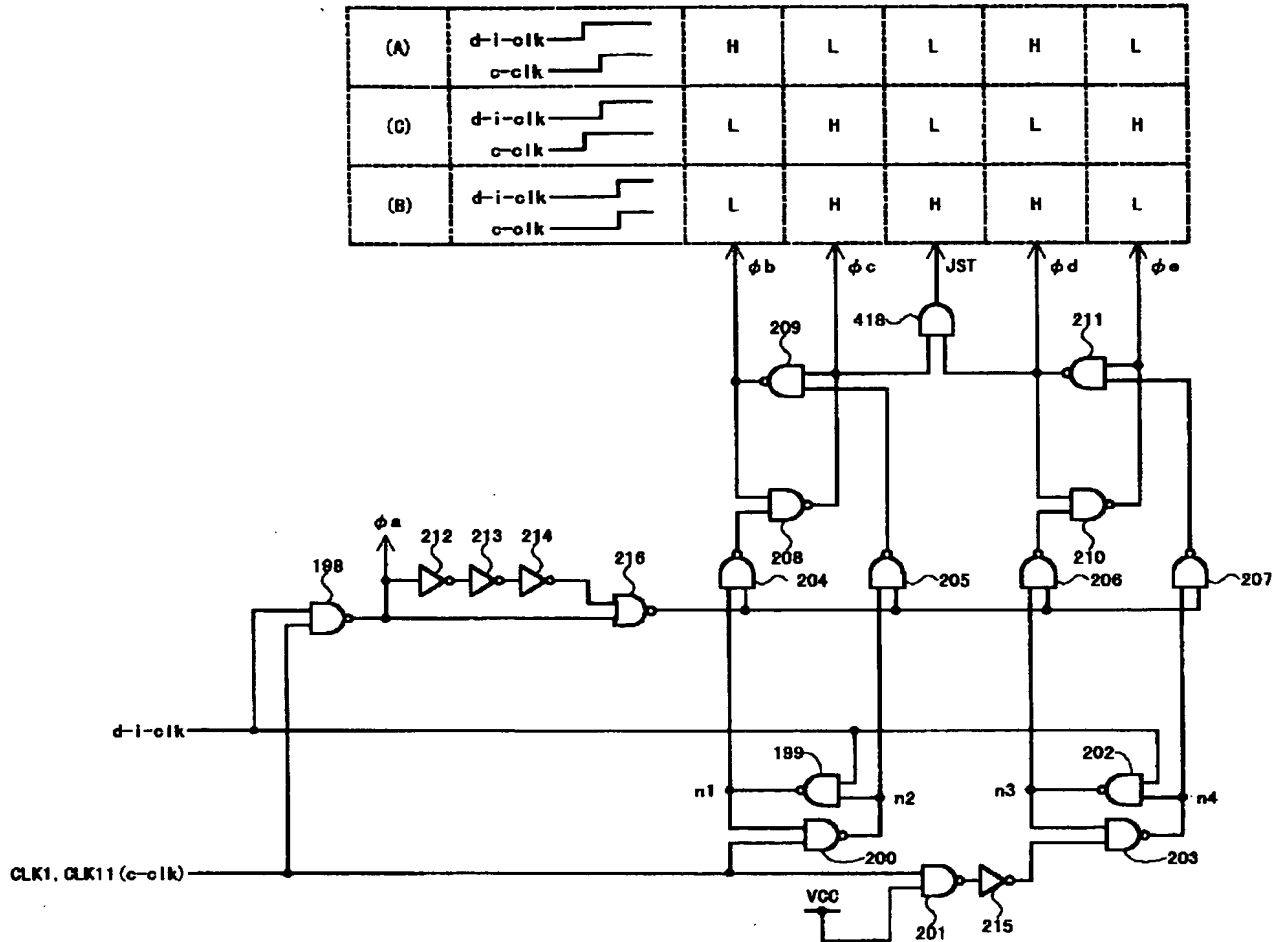 (A) d-i-clk c-clk H L L H L
(C) d-i-clk c-clk L H L L H
(B) d-i-clk c-clk L H H H L
ϕb ϕc JST ϕd ϕe
418
209
211
ϕa
212 213 214
216
198
208
204
205
210
206
207
d-i-clk
199
202
n1
n2
n3
n4
200
203
CLK1, CLK11(c-clk)
VCC
201
215